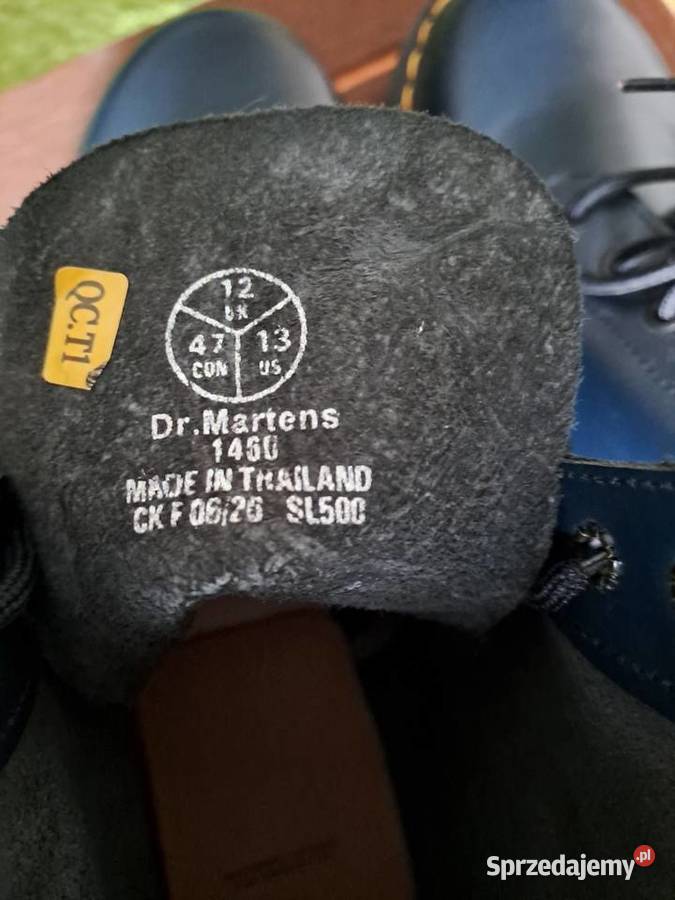 QC.T1
12
UK
47 13
CON US
Dr.Martens
1460
MADE IN THAILAND
CK F 06/20 SL500
Sprzedajemy.pl